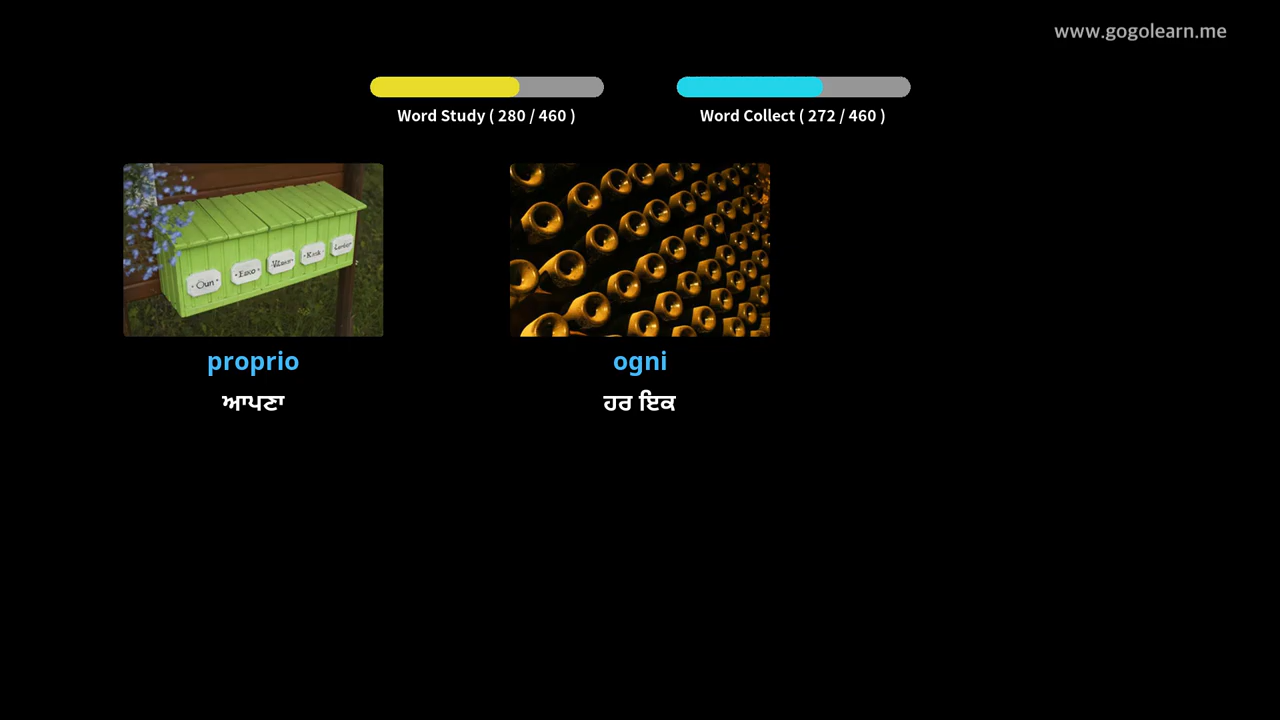 www.gogolearn.me
Word Study ( 280 / 460 )
Word Collect ( 272 / 460 )
proprio
ogni
ਆਪਣਾ
ਹਰ ਇਕ